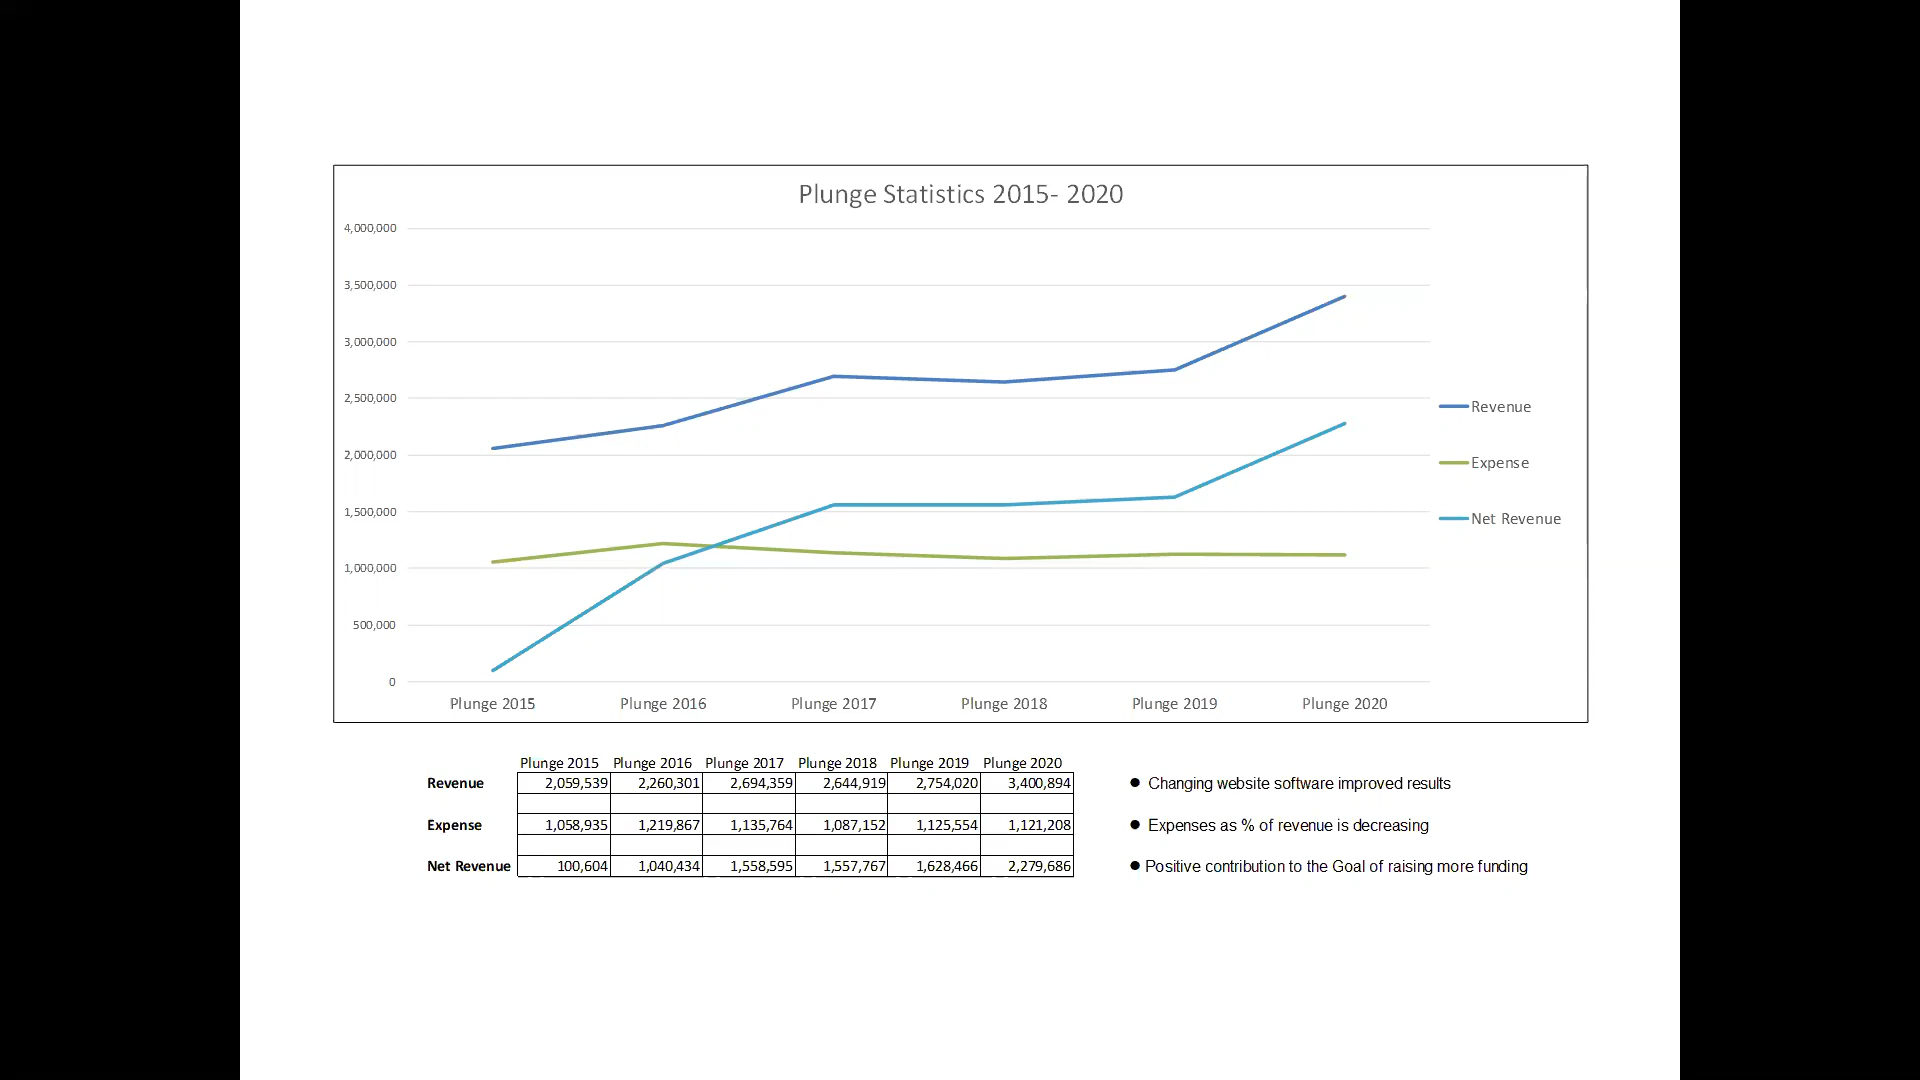 Plunge Statistics 2015- 2020
4,000,000
3,500,000
3,000,000
2,500,000
2,000,000
1,500,000
1,000,000
500,000
0
Revenue
Expense
Net Revenue
Plunge 2015 Plunge 2016 Plunge 2017 Plunge 2018 Plunge 2019 Plunge 2020
Plunge 2015 Plunge 2016 Plunge 2017 Plunge 2018 Plunge 2019 Plunge 2020
Revenue 2,059,539 2,260,301 2,694,359 2,644,919 2,754,020 3,400,894
Expense 1,058,935 1,219,867 1,135,764 1,087,152 1,125,554 1,121,208
Net Revenue 100,604 1,040,434 1,558,595 1,557,767 1,628,466 2,279,686
● Changing website software improved results
● Expenses as % of revenue is decreasing
● Positive contribution to the Goal of raising more funding